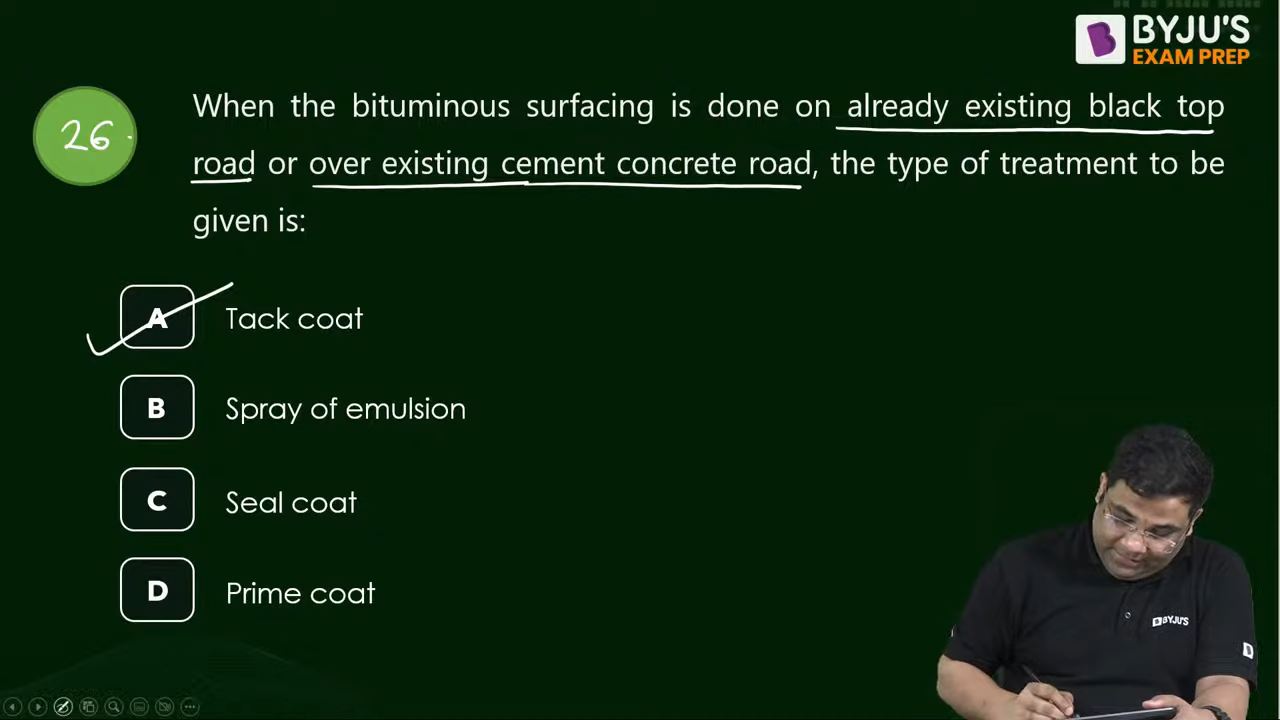 BYJU'S
EXAM PREP
26.
When the bituminous surfacing is done on already existing black top
road or over existing cement concrete road, the type of treatment to be
given is:
A Tack coat
B Spray of emulsion
C Seal coat
D Prime coat
BYJU'S